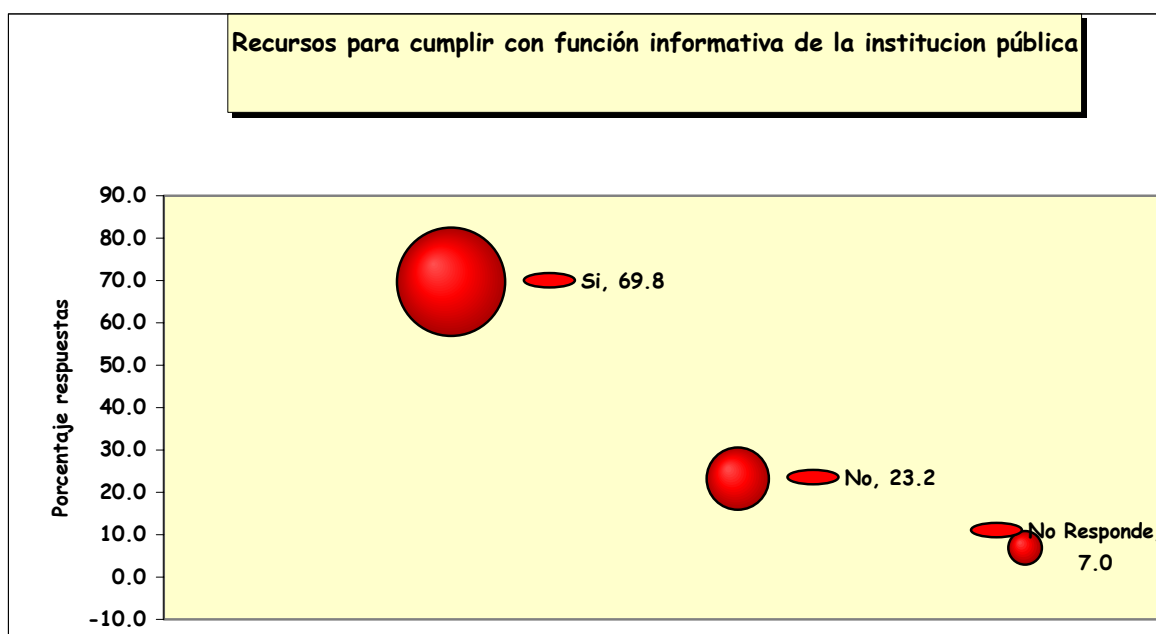 Recursos para cumplir con función informativa de la institucion pública
90.0
80.0
70.0
60.0
50.0
40.0
30.0
20.0
10.0
0.0
-10.0
Porcentaje respuestas
Si, 69.8
No, 23.2
No Responde,
7.0